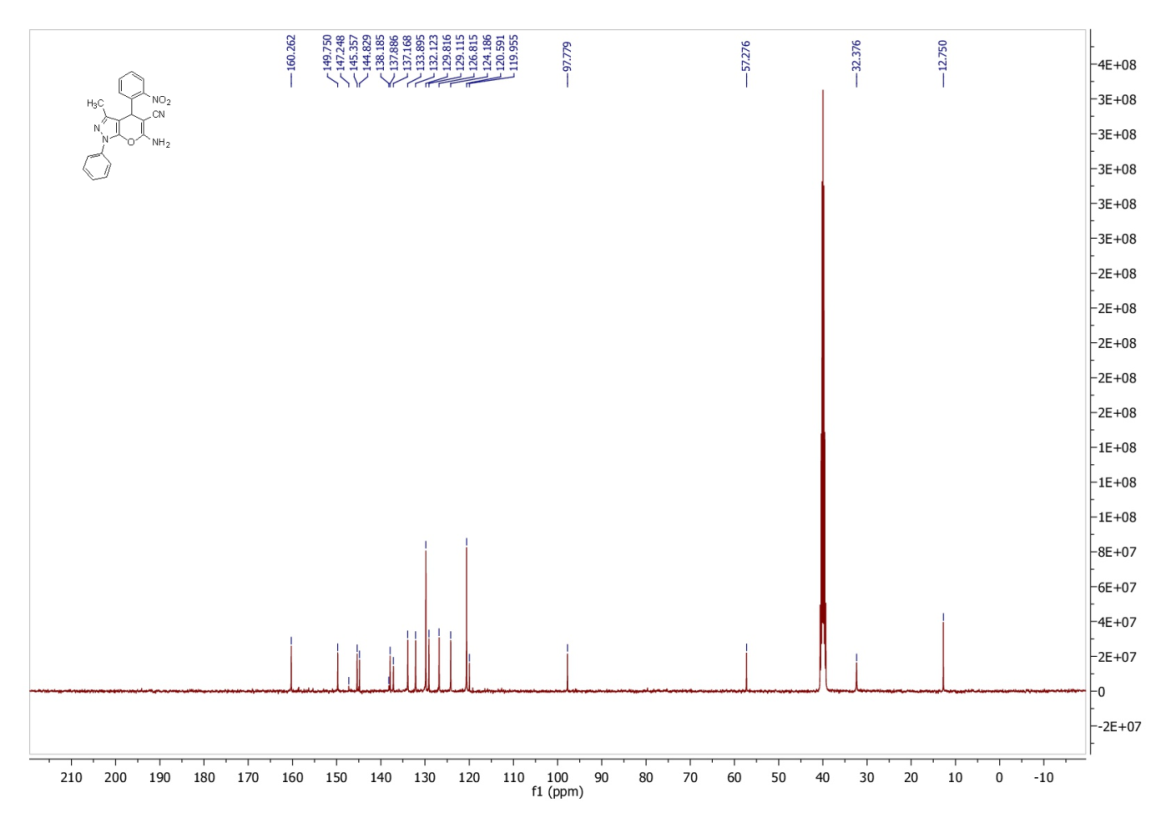 160.262
149.750
147.248
145.357
144.829
138.185
137.886
137.168
133.895
132.123
129.816
129.115
126.815
124.186
120.591
119.955
97.779
57.276
32.376
12.750
NO2
H3C
CN
N
N
O
NH2
4E+08
3E+08
3E+08
3E+08
3E+08
3E+08
2E+08
2E+08
2E+08
2E+08
2E+08
1E+08
1E+08
1E+08
8E+07
6E+07
4E+07
2E+07
0
-2E+07
210 200 190 180 170 160 150 140 130 120 110 100 90 80 70 60 50 40 30 20 10 0 -10
f1 (ppm)